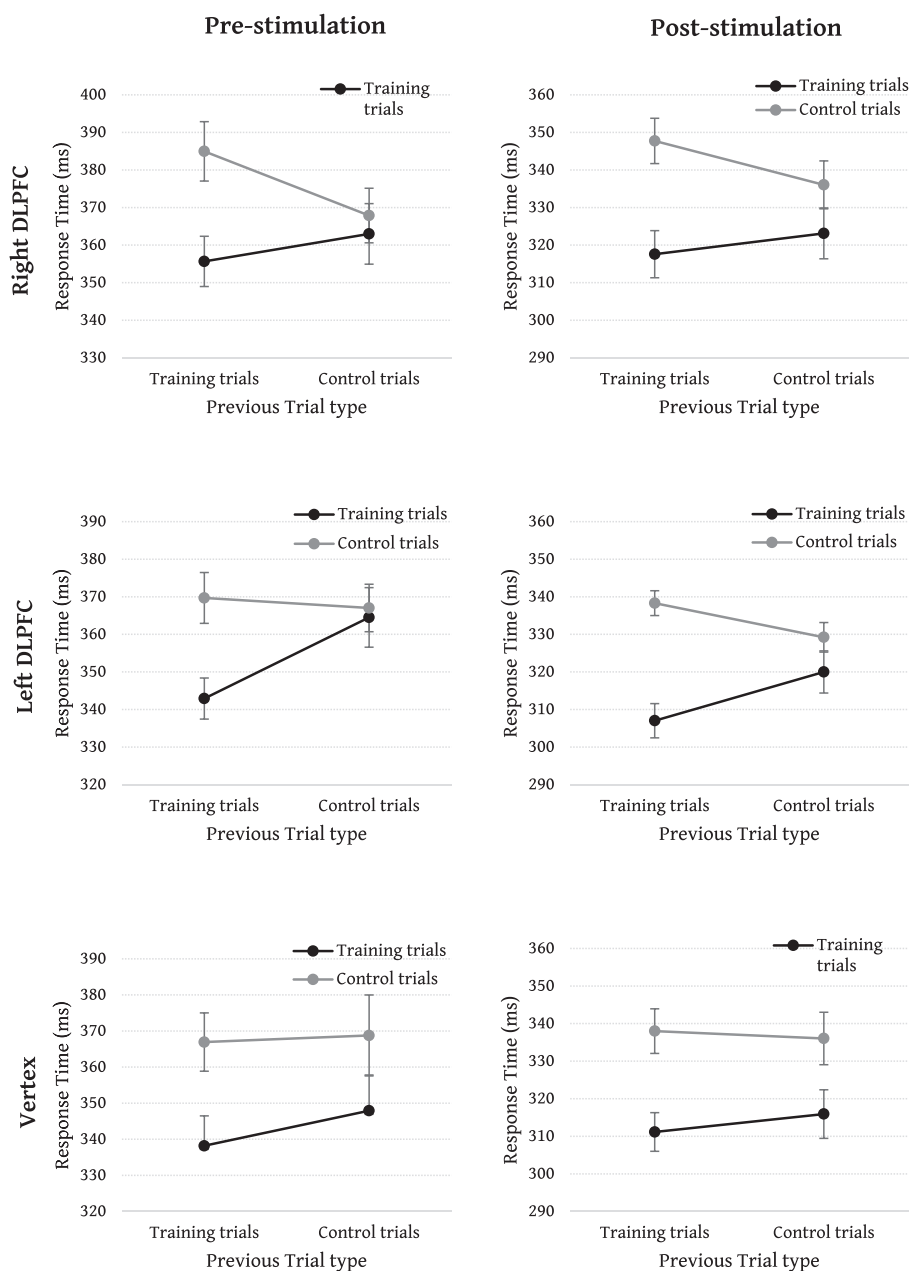 Pre-stimulation
Post-stimulation
Right DLPFC
Response Time (ms)
400
390
380
370
360
350
340
330
Training
trials
Training trials
Control trials
Previous Trial type
Response Time (ms)
360
350
340
330
320
310
300
290
Training trials
Control trials
Training trials
Control trials
Previous Trial type
Left DLPFC
Response Time (ms)
390
380
370
360
350
340
330
320
Training trials
Control trials
Training trials
Control trials
Previous Trial type
Response Time (ms)
360
350
340
330
320
310
300
290
Training trials
Control trials
Training trials
Control trials
Previous Trial type
Vertex
Response Time (ms)
390
380
370
360
350
340
330
320
Training trials
Control trials
Training trials
Control trials
Previous Trial type
Response Time (ms)
360
350
340
330
320
310
300
290
Training
trials
Training trials
Control trials
Previous Trial type